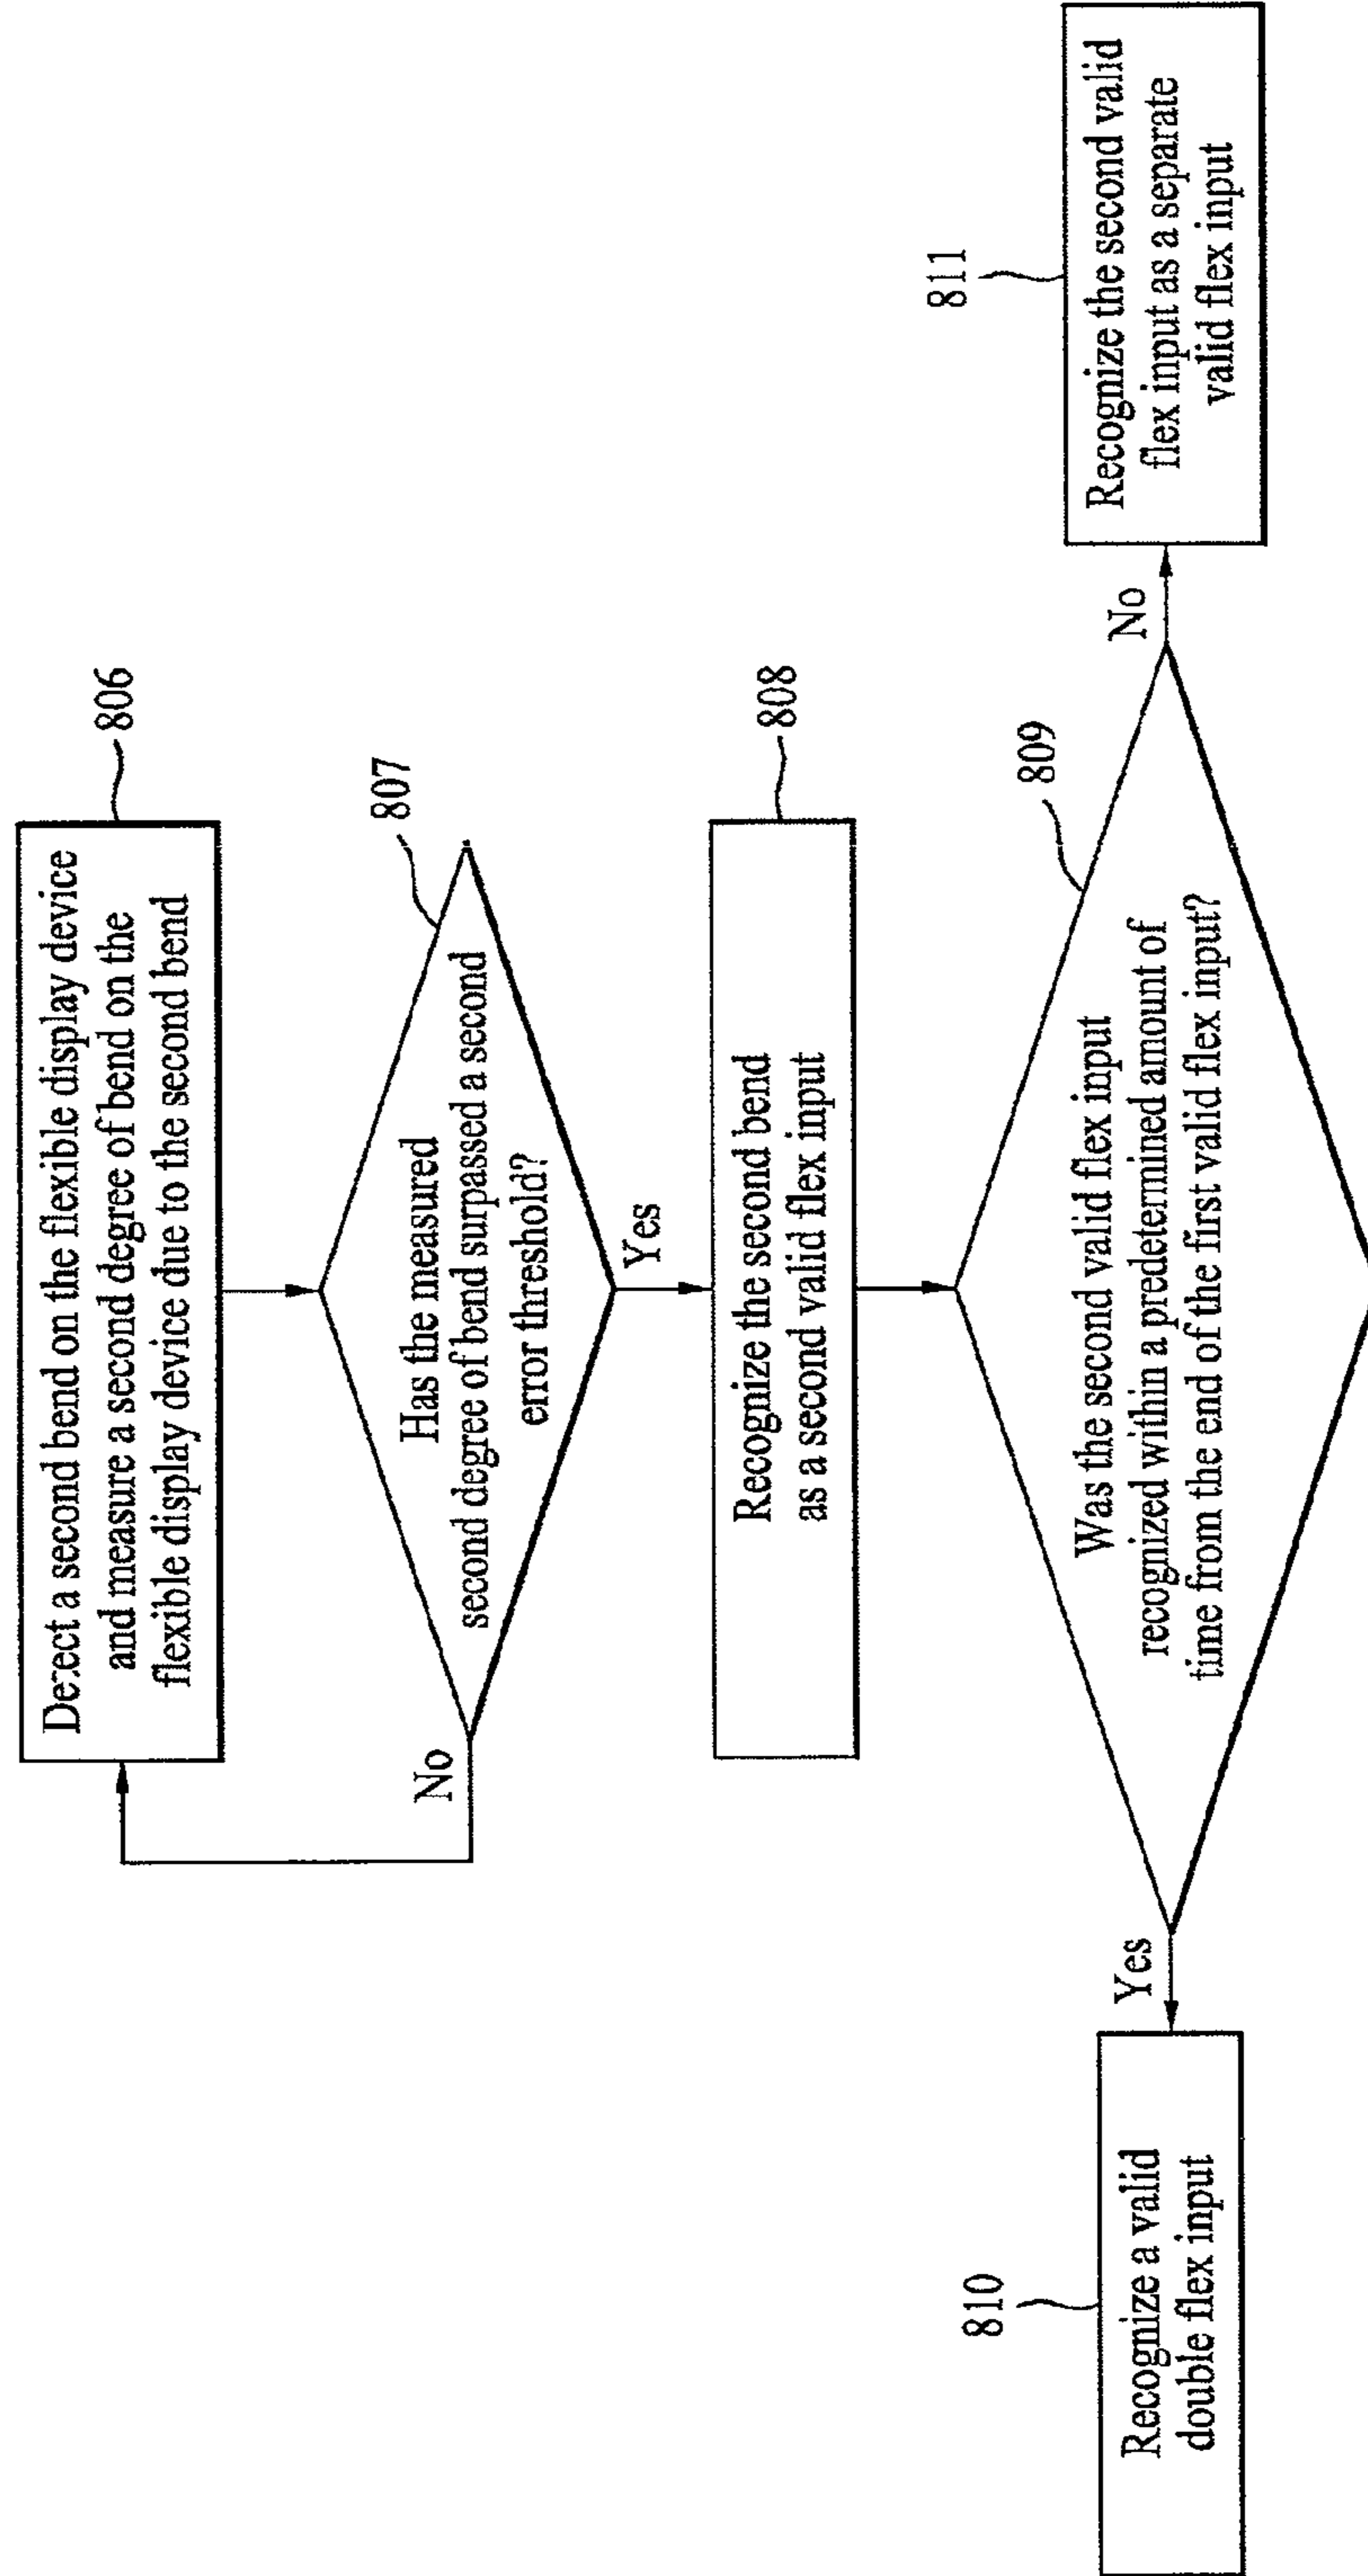 Detect a second bend on the flexible display device
and measure a second degree of bend on the
flexible display device due to the second bend
806
Has the measured
second degree of bend surpassed a second
error threshold?
807
No
Yes
Recognize the second bend
as a second valid flex input
808
Was the second valid flex input
recognized within a predetermined amount of
time from the end of the first valid flex input?
809
Yes
No
Recognize a valid
double flex input
810
Recognize the second valid
flex input as a separate
valid flex input
811